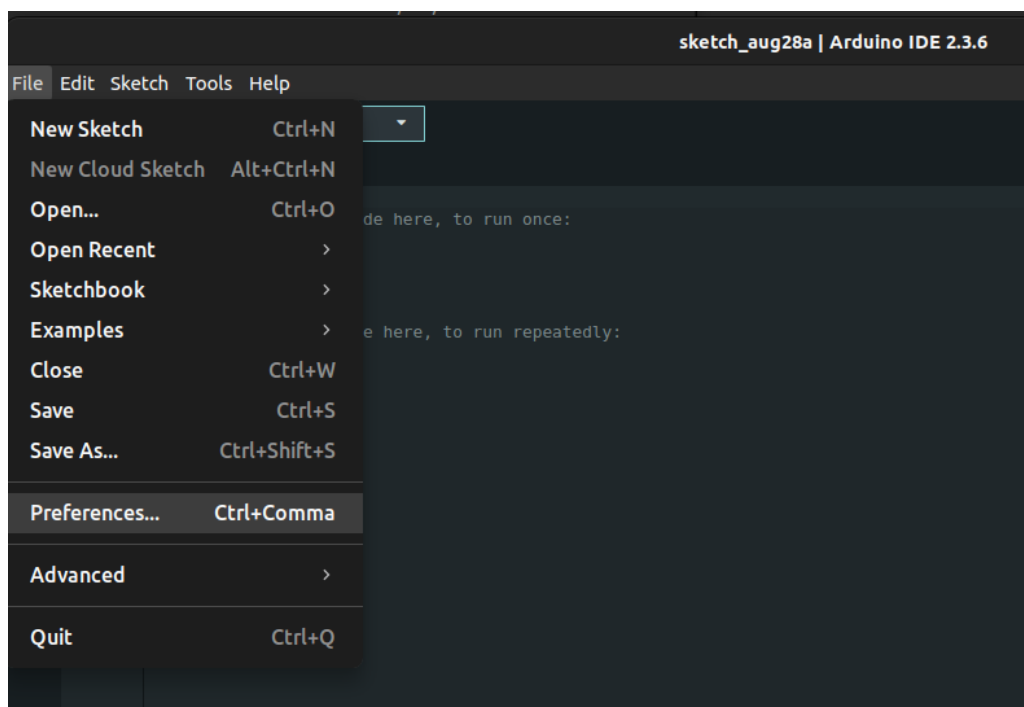 sketch_aug28a | Arduino IDE 2.3.6
File Edit Sketch Tools Help
New Sketch Ctrl+N
New Cloud Sketch Alt+Ctrl+N
Open... Ctrl+O
de here, to run once:
Open Recent >
Sketchbook >
Examples >
e here, to run repeatedly:
Close Ctrl+W
Save Ctrl+S
Save As... Ctrl+Shift+S
Preferences... Ctrl+Comma
Advanced >
Quit Ctrl+Q